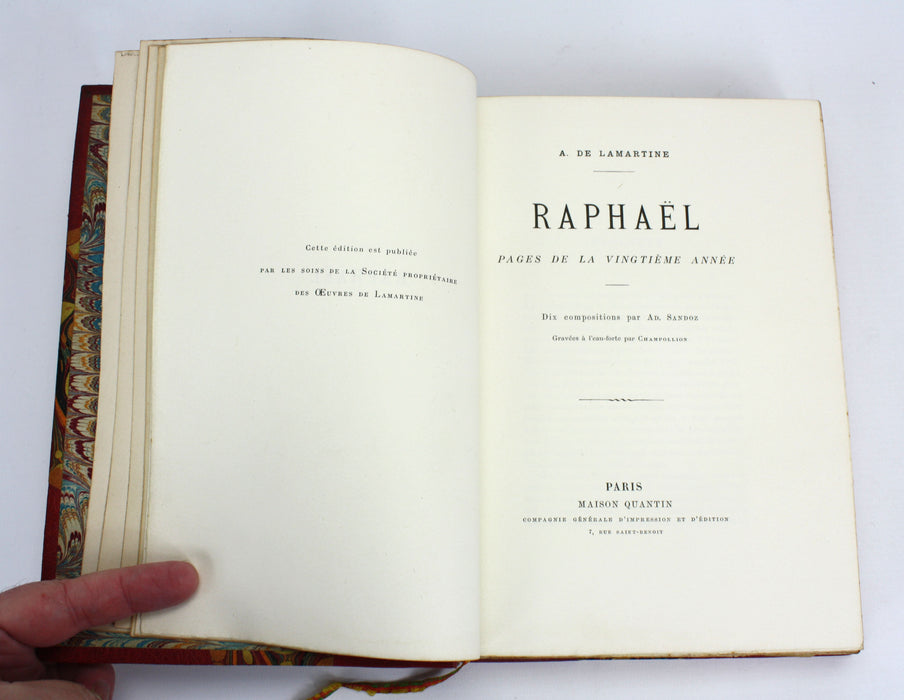 Cette édition est publiée
PAR LES SOINS DE LA SOCIÉTÉ PROPRIÉTAIRE
DES ŒUVRES DE LAMARTINE
A. DE LAMARTINE
RAPHAËL
PAGES DE LA VINGTIÈME ANNÉE
Dix compositions par AD. SANDOZ
Gravées à l'eau-forte par CHAMPOLLION
PARIS
MAISON QUANTIN
COMPAGNIE GÉNÉRALE D'IMPRESSION ET D'ÉDITION
7, RUE SAINT-BENOIT